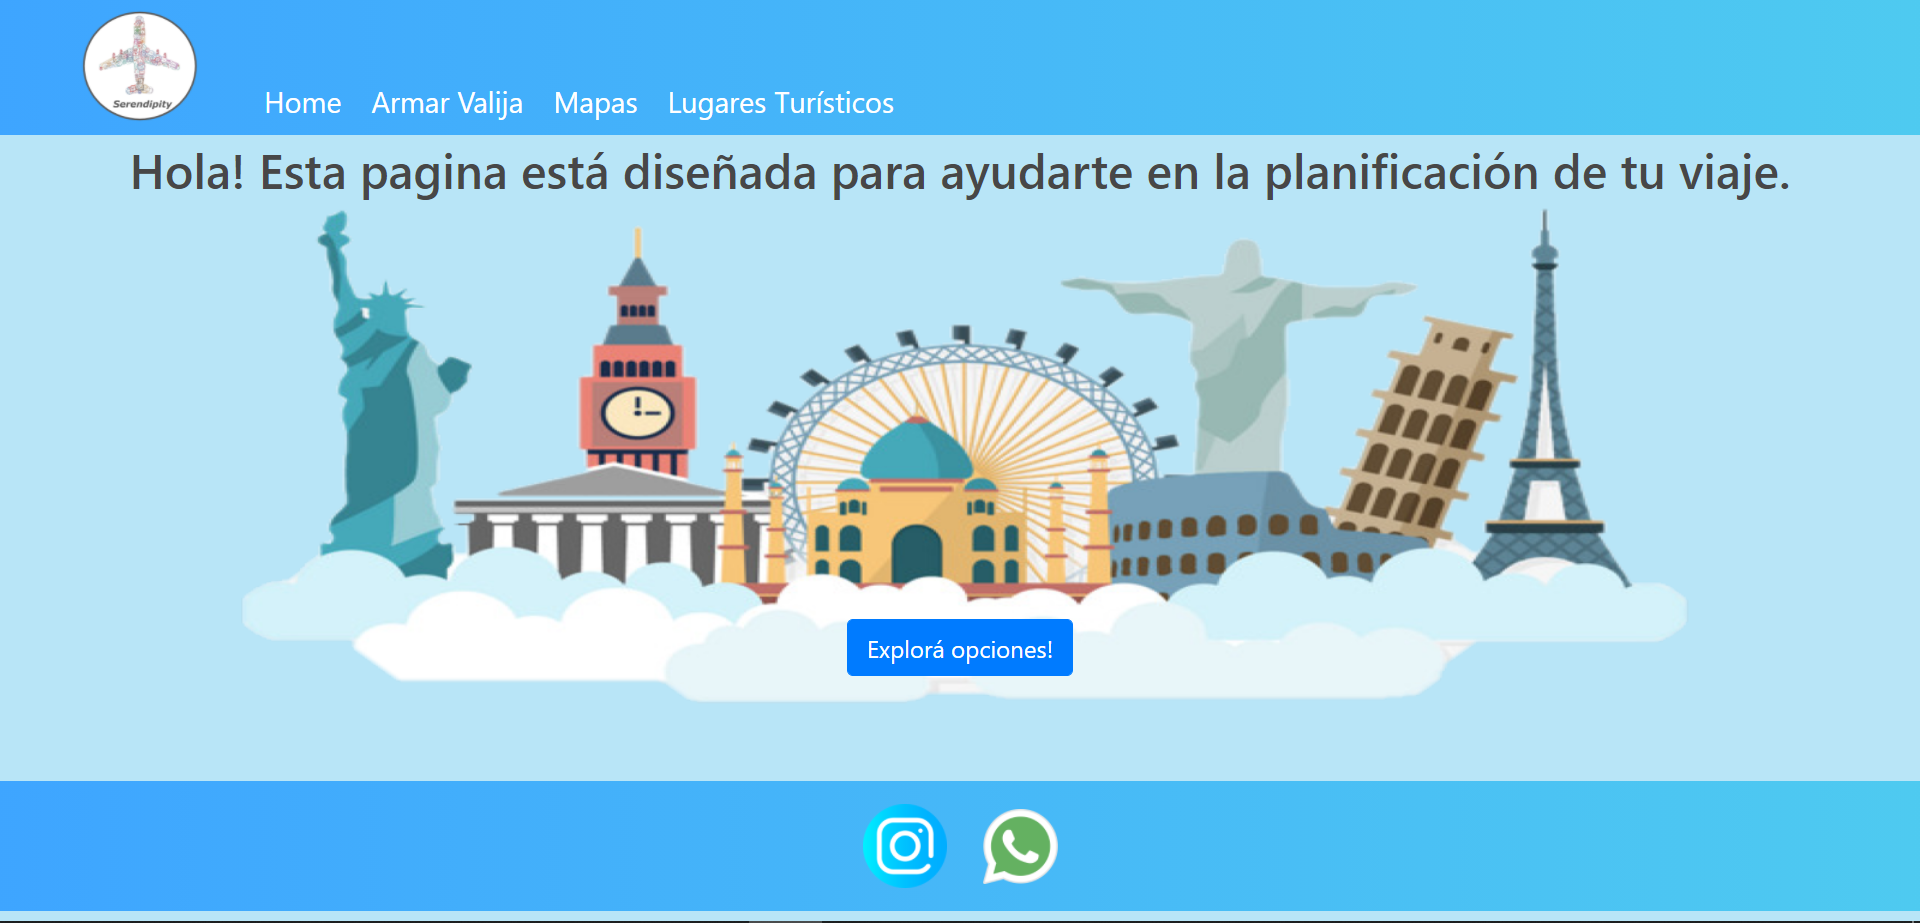 Serendipity
Home Armar Valija Mapas Lugares Turísticos
Hola! Esta pagina está diseñada para ayudarte en la planificación de tu viaje.
Explorá opciones!